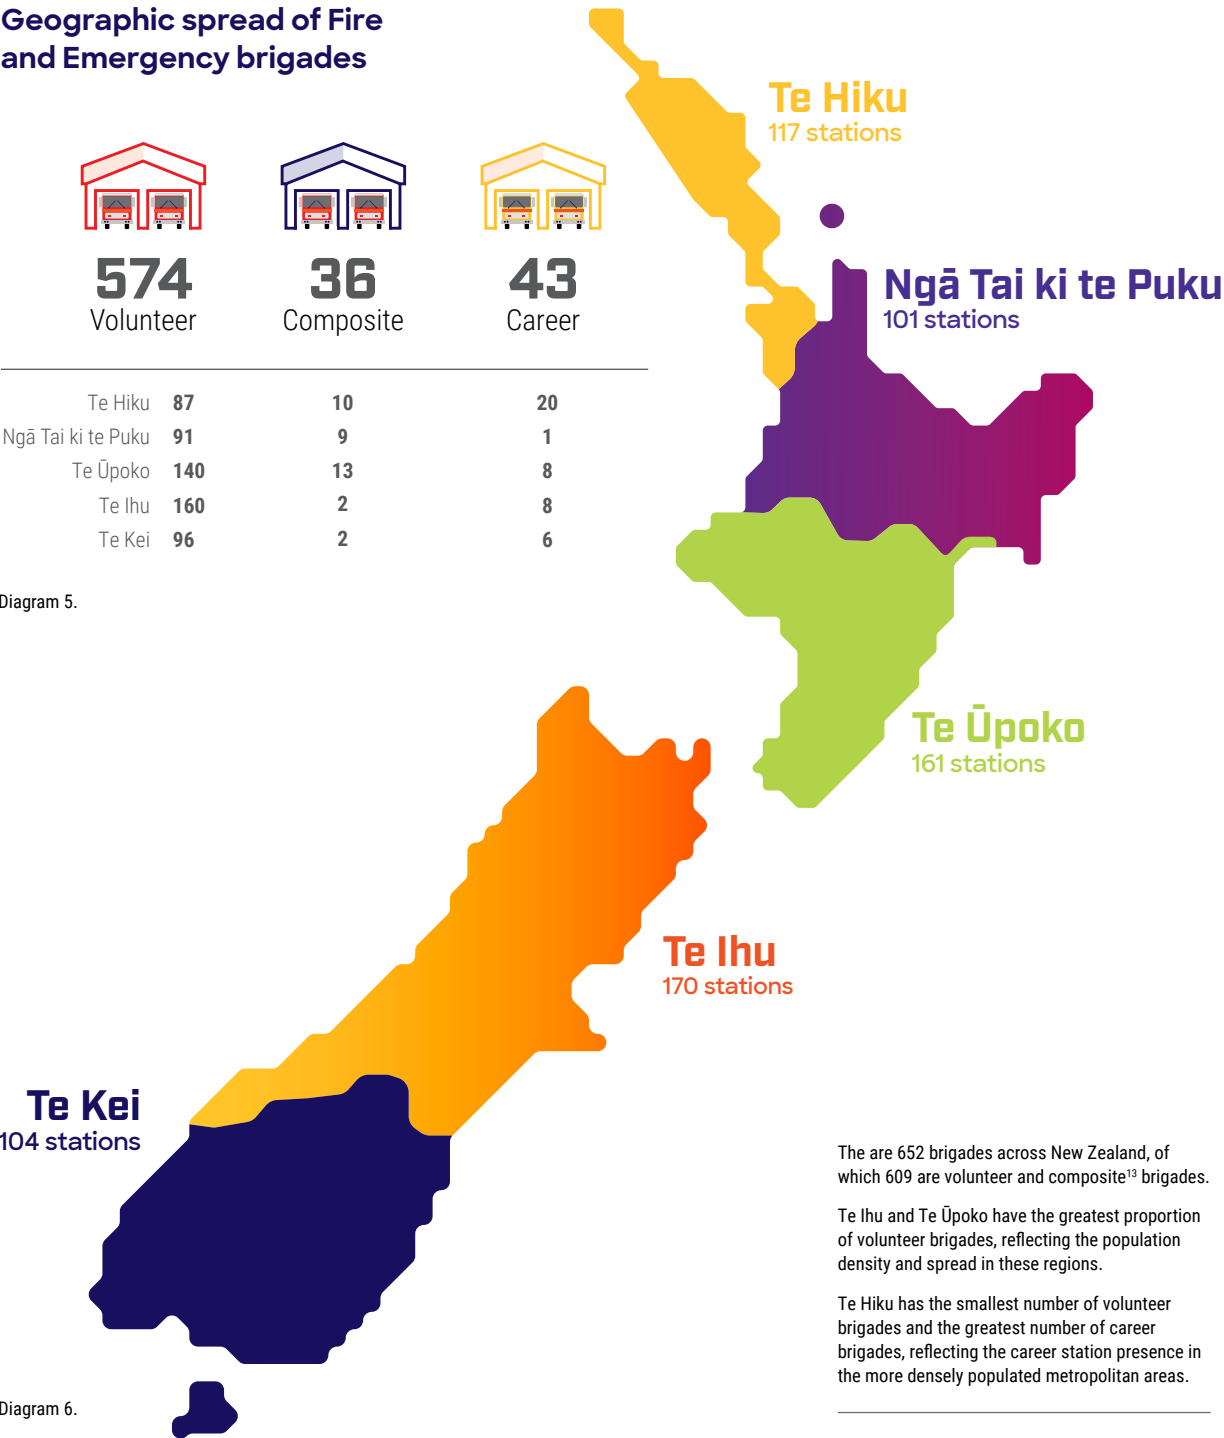 Geographic spread of Fire
and Emergency brigades
574
Volunteer
36
Composite
43
Career
Te Hiku 87 10 20
Ngā Tai ki te Puku 91 9 1
Te Ūpoko 140 13 8
Te Ihu 160 2 8
Te Kei 96 2 6
Diagram 5.
Te Hiku
117 stations
Ngā Tai ki te Puku
101 stations
Te Ūpoko
161 stations
Te Ihu
170 stations
Te Kei
104 stations
Diagram 6.
The are 652 brigades across New Zealand, of
which 609 are volunteer and composite¹³ brigades.
Te Ihu and Te Ūpoko have the greatest proportion
of volunteer brigades, reflecting the population
density and spread in these regions.
Te Hiku has the smallest number of volunteer
brigades and the greatest number of career
brigades, reflecting the career station presence in
the more densely populated metropolitan areas.